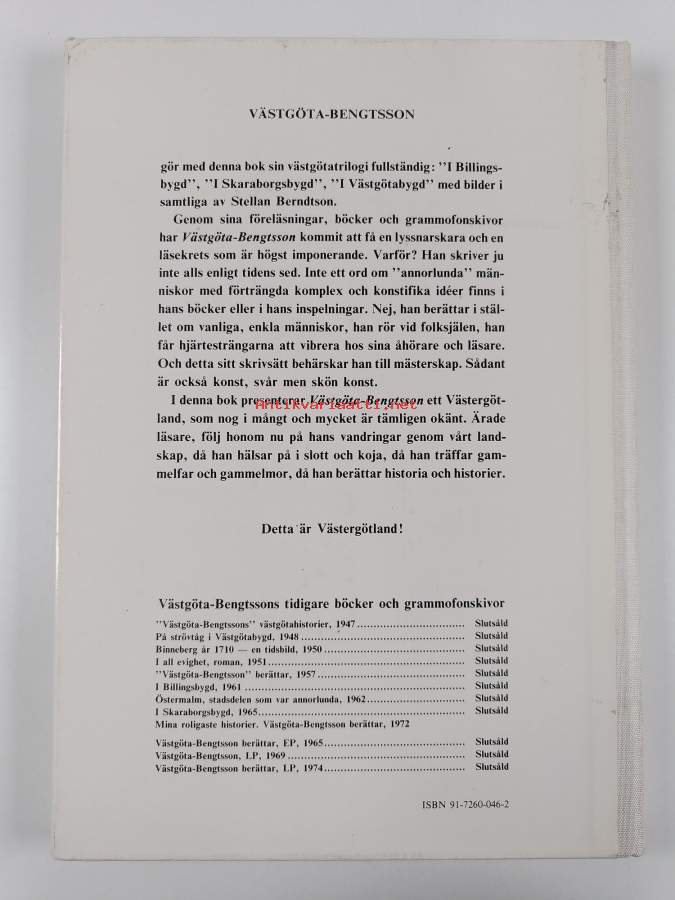 VÄSTGÖTA-BENGTSSON
gör med denna bok sin västgötatrilogi fullständig: ”I Billings-
bygd”, ”I Skaraborgsbygd”, ”I Västgötabygd” med bilder i
samtliga av Stellan Berndtson.
Genom sina föreläsningar, böcker och grammofonskivor
har Västgöta-Bengtsson kommit att få en lyssnarskara och en
läsekrets som är högst imponerande. Varför? Han skriver ju
inte alls enligt tidens sed. Inte ett ord om ”annorlunda” män-
niskor med förträngda komplex och konstifika idéer finns i
hans böcker eller i hans inspelningar. Nej, han berättar i stäl-
let om vanliga, enkla människor, han rör vid folksjälen, han
får hjärtesträngarna att vibrera hos sina åhörare och läsare.
Och detta sitt skrivsätt behärskar han till mästerskap. Sådant
är också konst, svår men skön konst.
I denna bok presenterar Västgöta-Bengtsson ett Västergöt-
Antikvariaatti.net
land, som nog i mångt och mycket är tämligen okänt. Ärade
läsare, följ honom nu på hans vandringar genom vårt land-
skap, då han hälsar på i slott och koja, då han träffar gam-
melfar och gammelmor, då han berättar historia och historier.
Detta är Västergötland!
Västgöta-Bengtssons tidigare böcker och grammofonskivor
”Västgöta-Bengtssons” västgötahistorier, 1947 ........ Slutsåld
På strövtåg i Västgötabygd, 1948 ........ Slutsåld
Binneberg år 1710 — en tidsbild, 1950 ........ Slutsåld
I all evighet, roman, 1951 ........ Slutsåld
”Västgöta-Bengtsson” berättar, 1957 ........ Slutsåld
I Billingsbygd, 1961 ........ Slutsåld
Östermalm, stadsdelen som var annorlunda, 1962 ........ Slutsåld
I Skaraborgsbygd, 1965 ........ Slutsåld
Mina roligaste historier. Västgöta-Bengtsson berättar, 1972
Västgöta-Bengtsson berättar, EP, 1965 ........ Slutsåld
Västgöta-Bengtsson, LP, 1969 ........ Slutsåld
Västgöta-Bengtsson berättar, LP, 1974 ........ Slutsåld
ISBN 91-7260-046-2